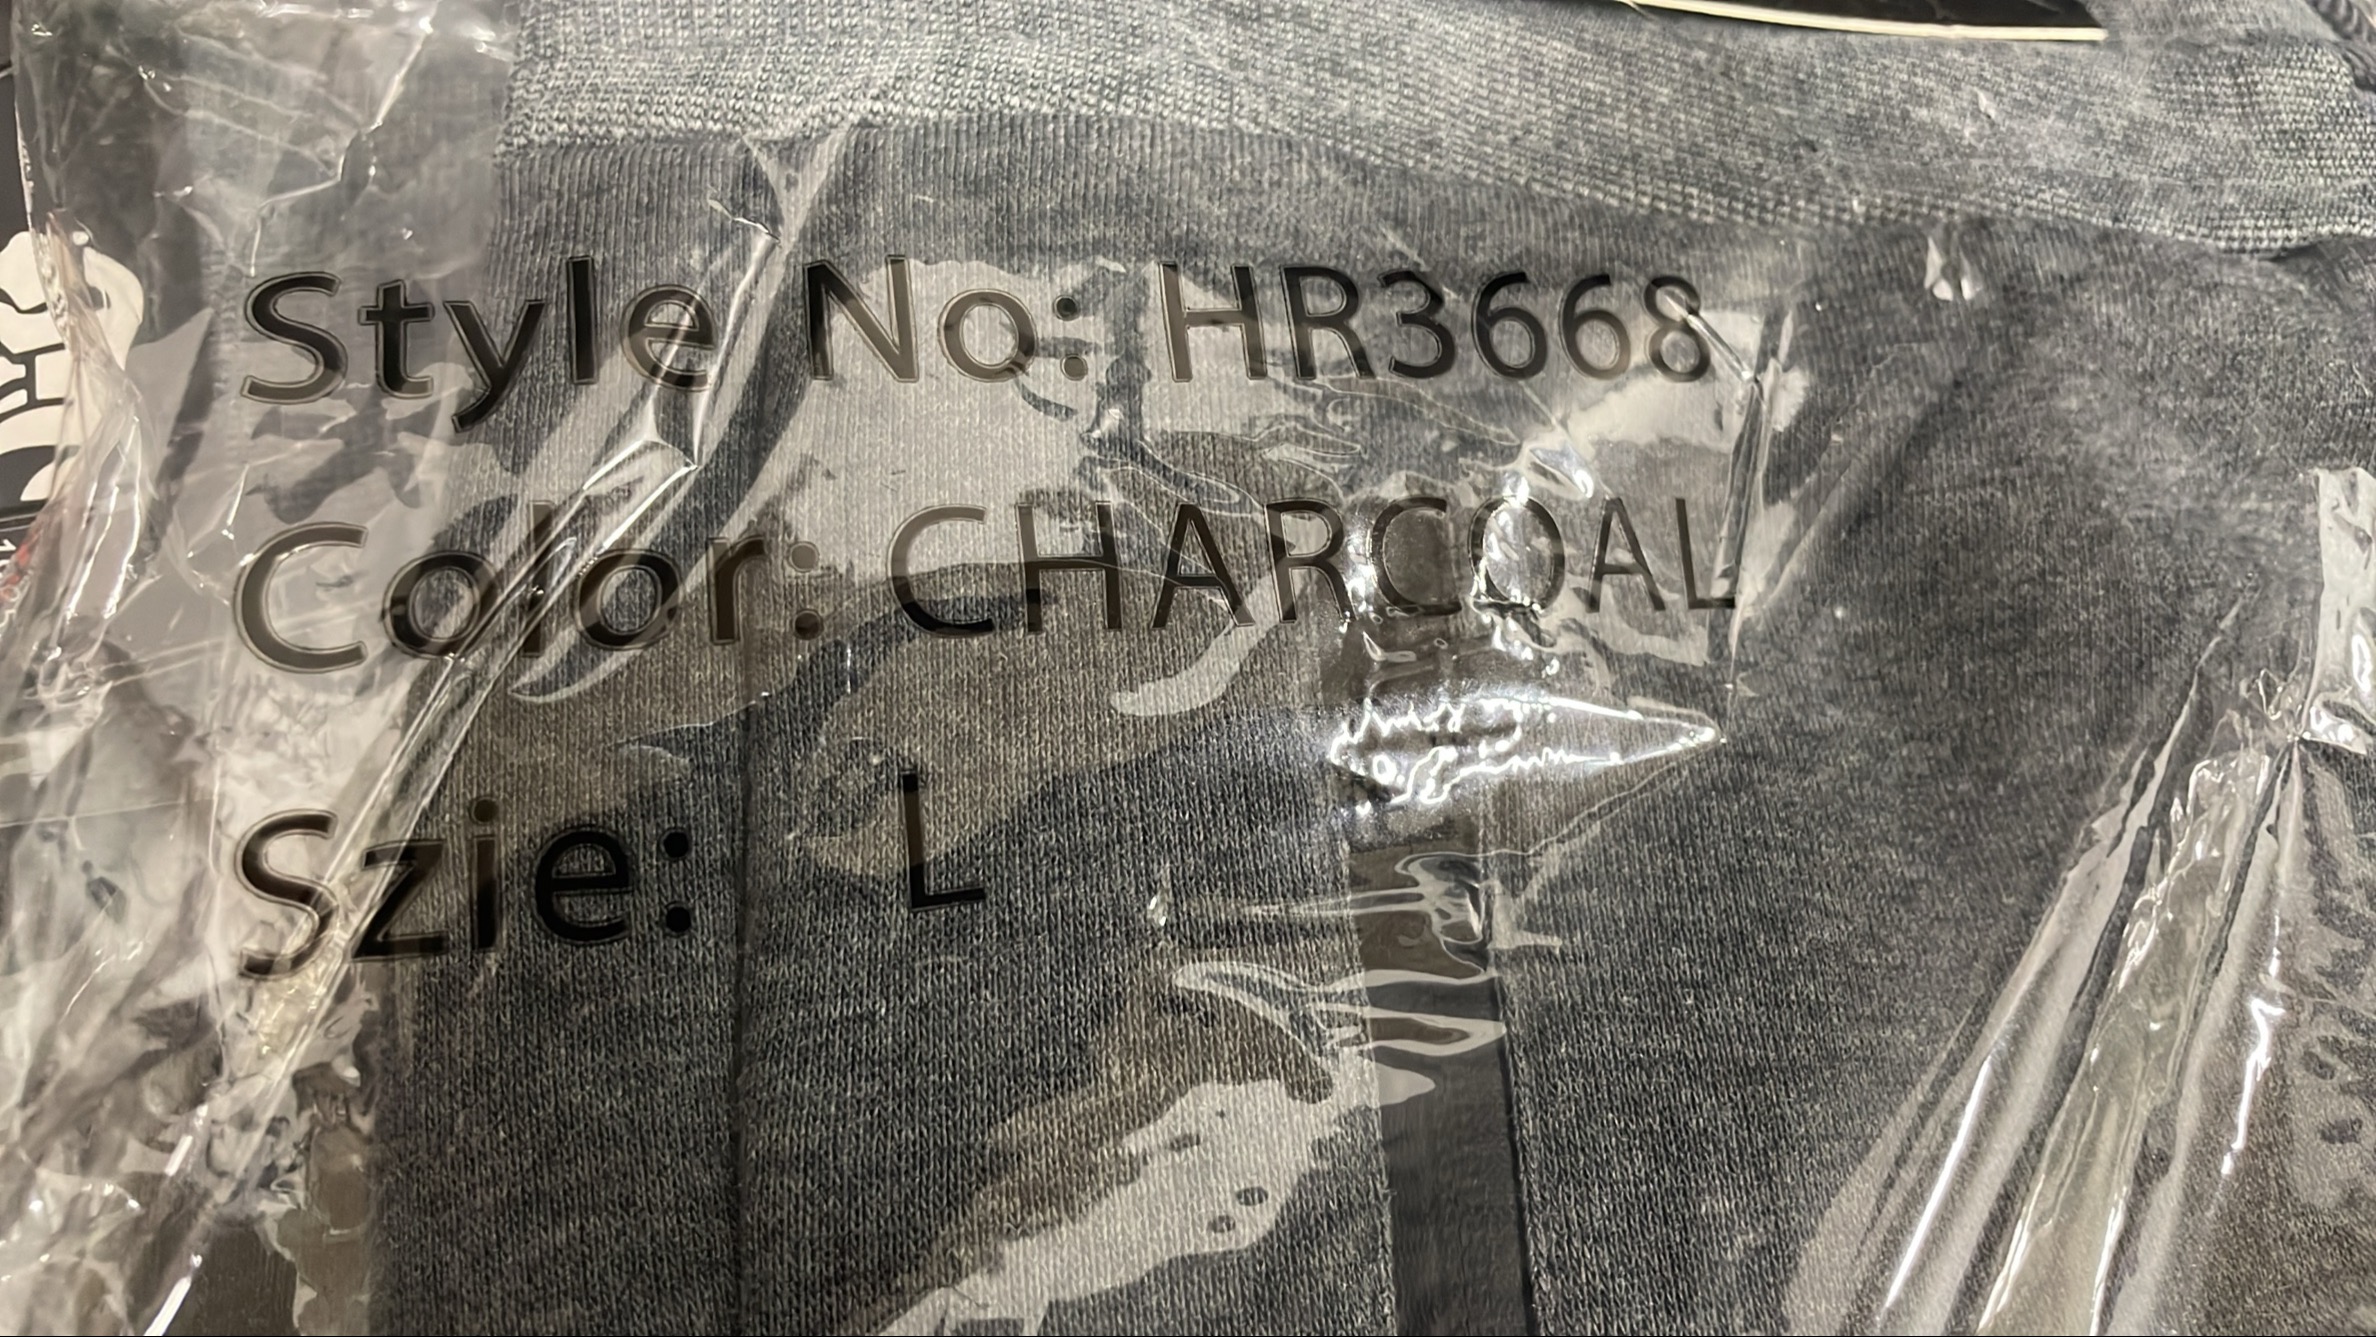 Style No: HR3668
Color: CHARCOAL
Szie: L